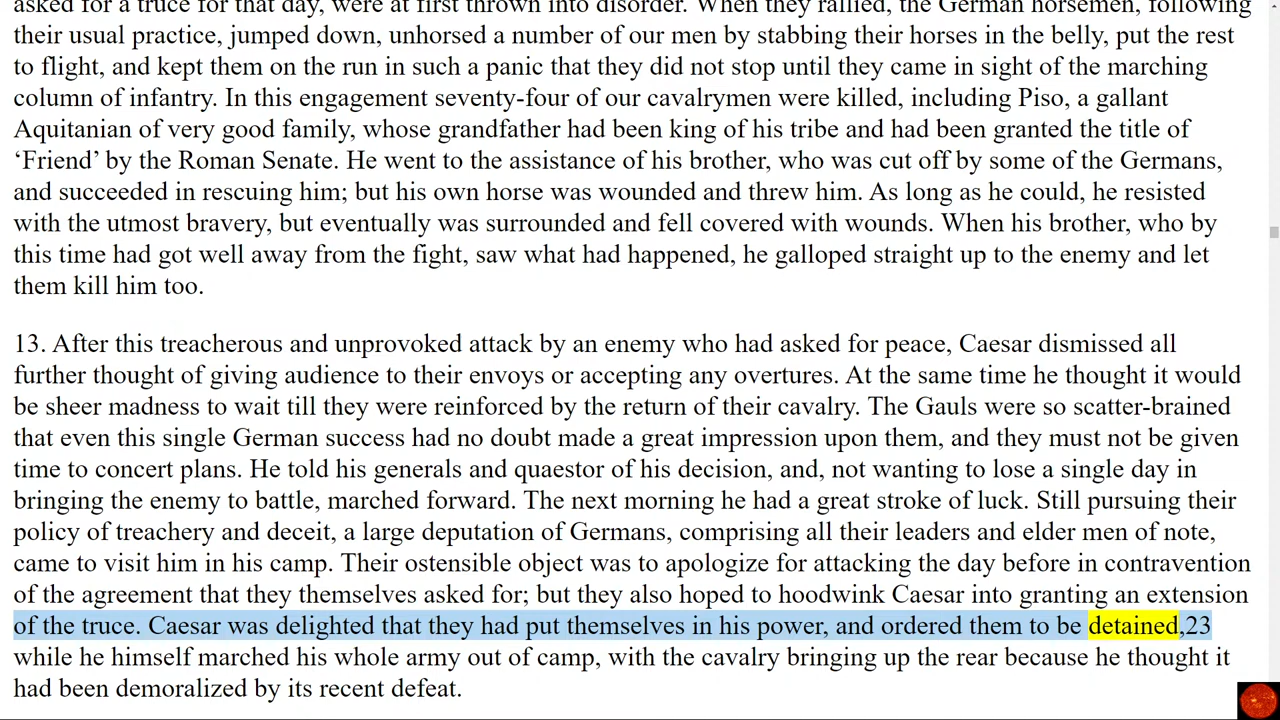 asked for a truce for that day, were at first thrown into disorder. When they rallied, the German horsemen, following
their usual practice, jumped down, unhorsed a number of our men by stabbing their horses in the belly, put the rest
to flight, and kept them on the run in such a panic that they did not stop until they came in sight of the marching
column of infantry. In this engagement seventy-four of our cavalrymen were killed, including Piso, a gallant
Aquitanian of very good family, whose grandfather had been king of his tribe and had been granted the title of
‘Friend’ by the Roman Senate. He went to the assistance of his brother, who was cut off by some of the Germans,
and succeeded in rescuing him; but his own horse was wounded and threw him. As long as he could, he resisted
with the utmost bravery, but eventually was surrounded and fell covered with wounds. When his brother, who by
this time had got well away from the fight, saw what had happened, he galloped straight up to the enemy and let
them kill him too.
13. After this treacherous and unprovoked attack by an enemy who had asked for peace, Caesar dismissed all
further thought of giving audience to their envoys or accepting any overtures. At the same time he thought it would
be sheer madness to wait till they were reinforced by the return of their cavalry. The Gauls were so scatter-brained
that even this single German success had no doubt made a great impression upon them, and they must not be given
time to concert plans. He told his generals and quaestor of his decision, and, not wanting to lose a single day in
bringing the enemy to battle, marched forward. The next morning he had a great stroke of luck. Still pursuing their
policy of treachery and deceit, a large deputation of Germans, comprising all their leaders and elder men of note,
came to visit him in his camp. Their ostensible object was to apologize for attacking the day before in contravention
of the agreement that they themselves asked for; but they also hoped to hoodwink Caesar into granting an extension
of the truce. Caesar was delighted that they had put themselves in his power, and ordered them to be detained,23
while he himself marched his whole army out of camp, with the cavalry bringing up the rear because he thought it
had been demoralized by its recent defeat.